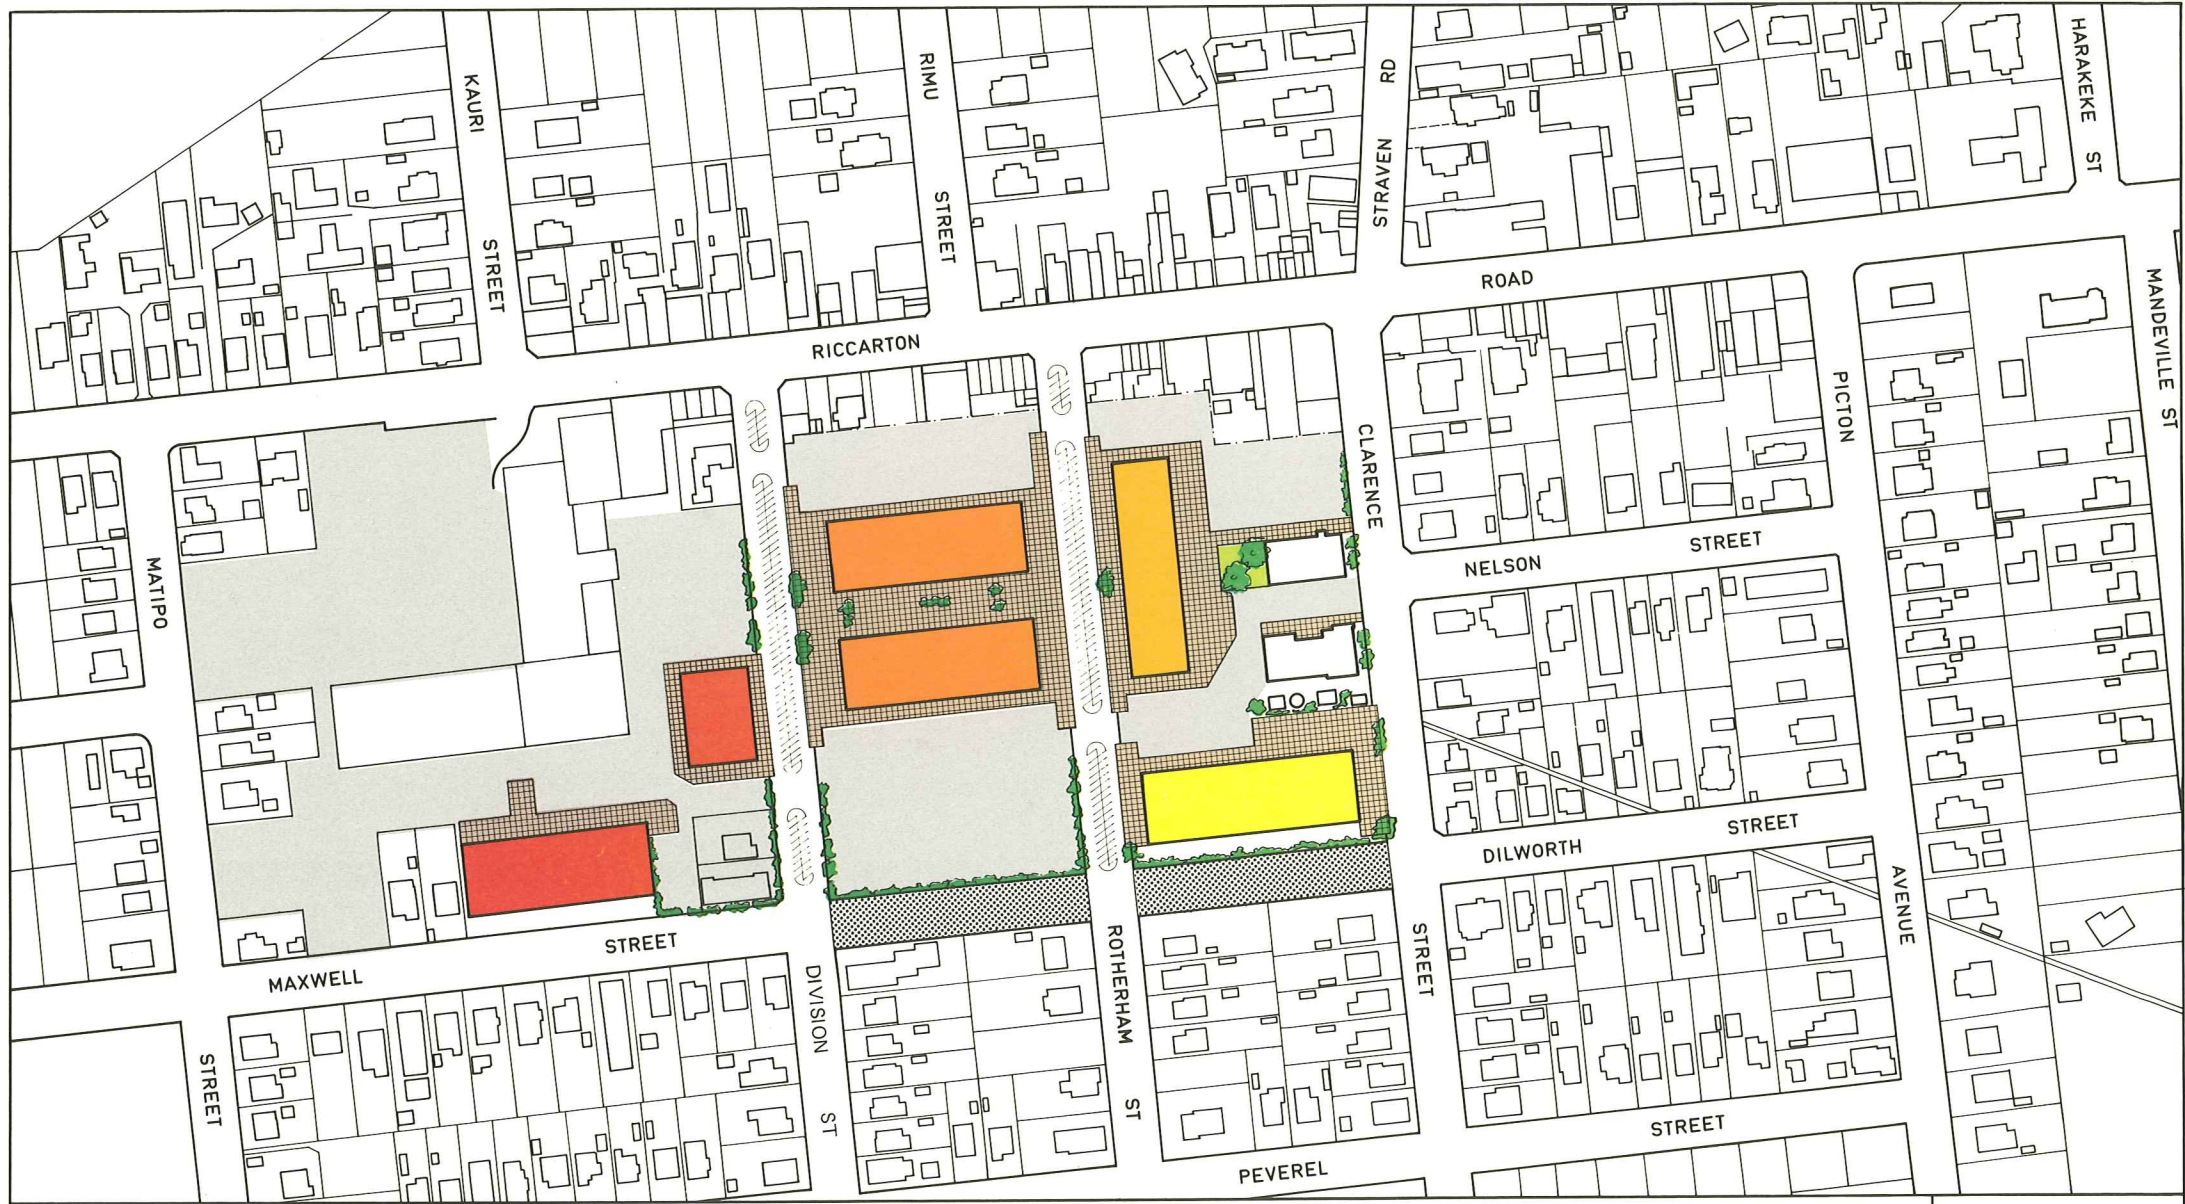 KAURI
STREET
RIMU
STREET
STRAVEN RD
HARAKEKE ST
RICCARTON
ROAD
MANDEVILLE ST
PICTON
AVENUE
CLARENCE
STREET
MATIPO
STREET
NELSON
STREET
DILWORTH
STREET
MAXWELL
STREET
DIVISION
ST
ROTHERHAM
ST
PEVEREL
STREET